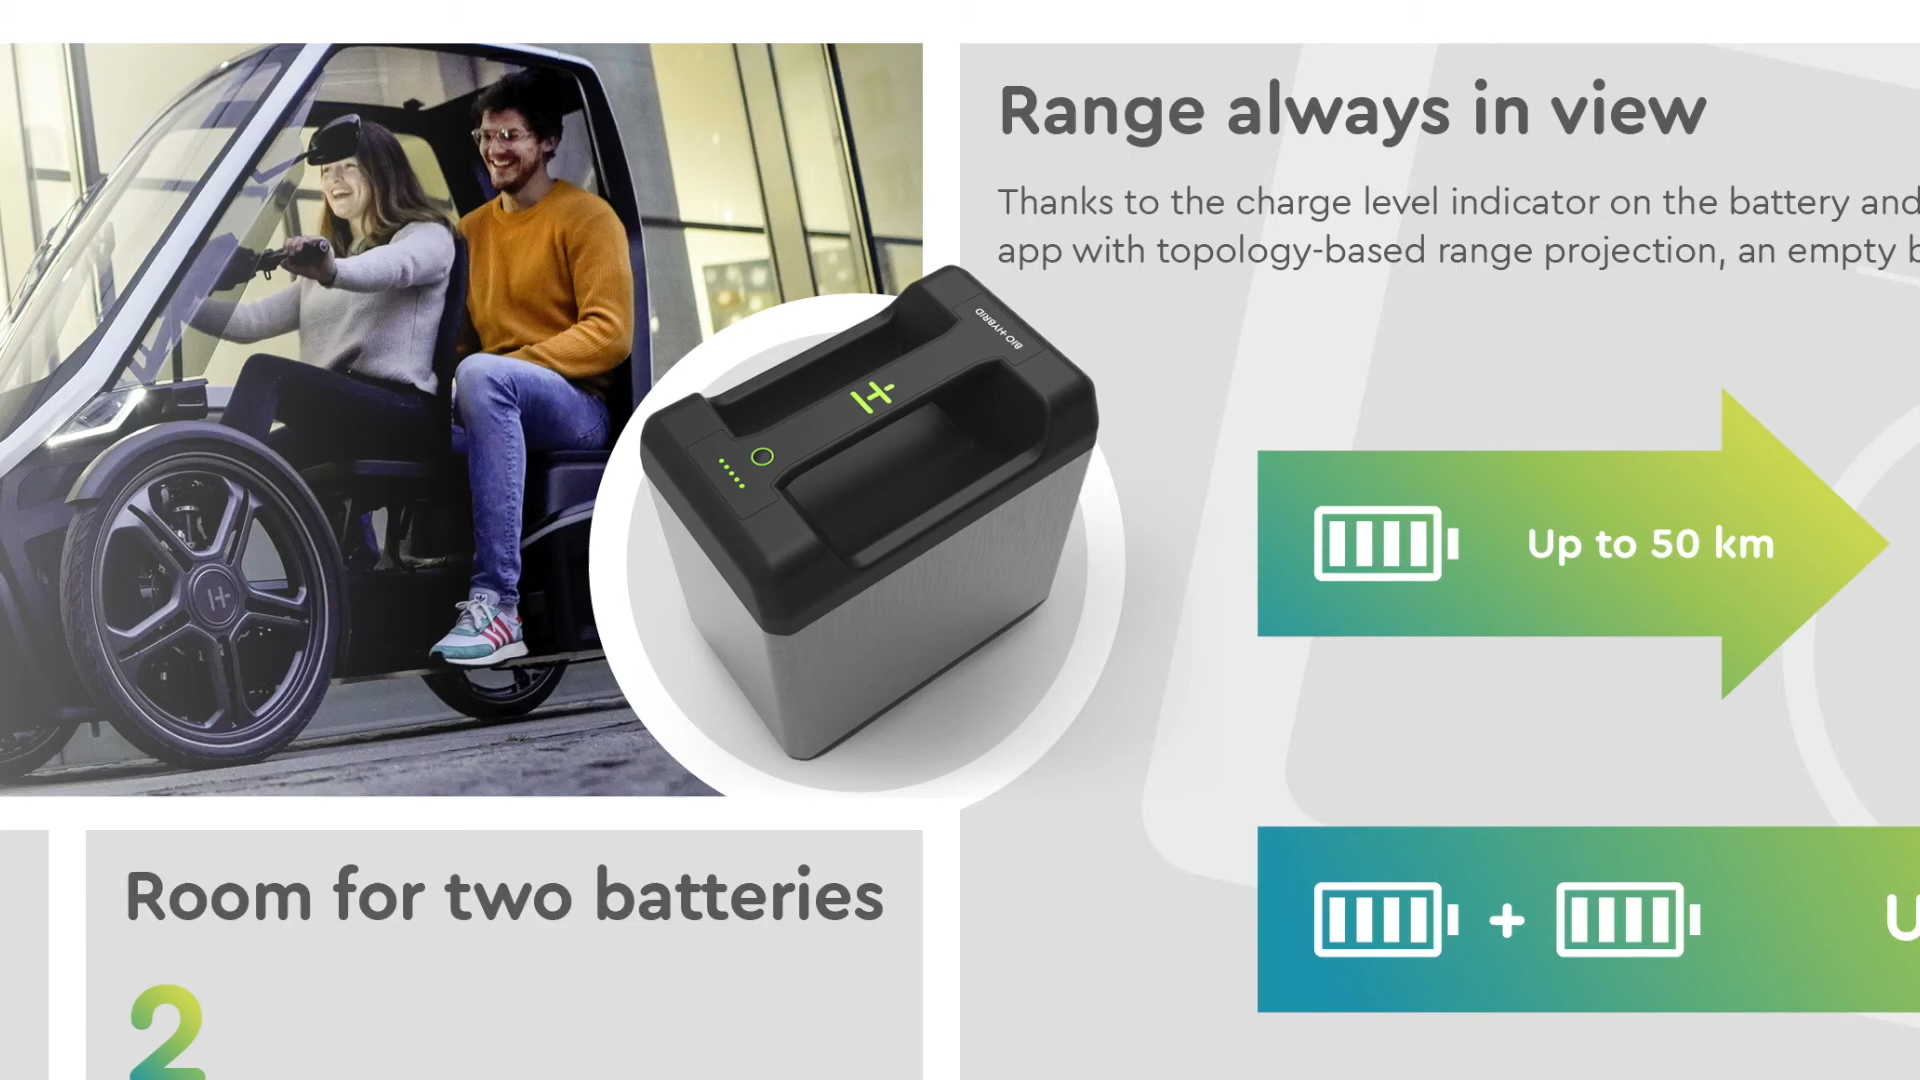 Range always in view
Thanks to the charge level indicator on the battery and
app with topology-based range projection, an empty
BIO-HYBRID
Up to 50 km
+
Room for two batteries
2